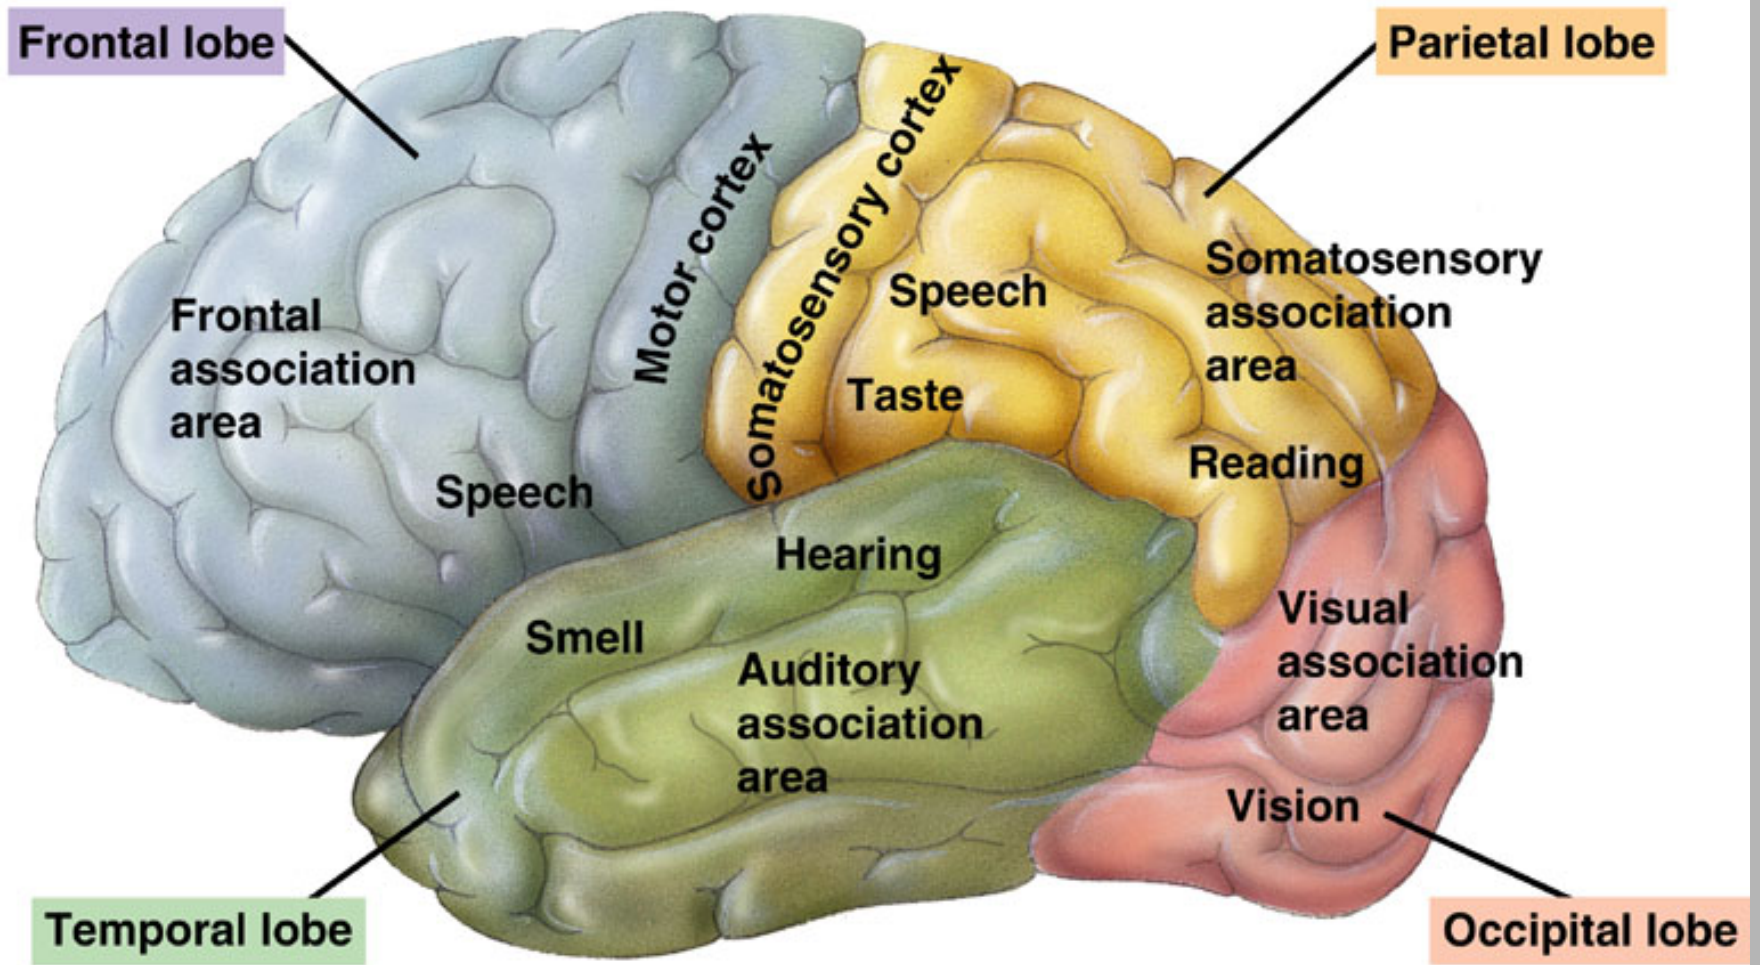 Frontal lobe
Parietal lobe
Motor cortex
Somatosensory cortex
Frontal
association
area
Speech
Speech
Taste
Somatosensory
association
area
Reading
Hearing
Smell
Auditory
association
area
Visual
association
area
Vision
Temporal lobe
Occipital lobe